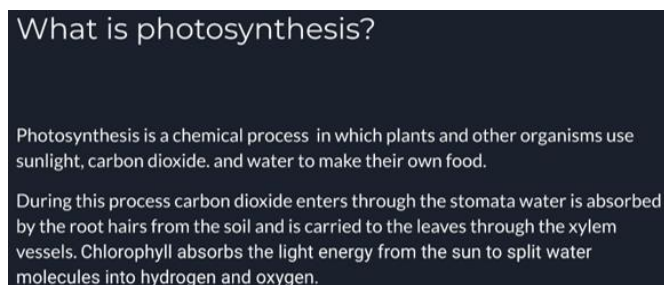 What is photosynthesis?
Photosynthesis is a chemical process in which plants and other organisms use
sunlight, carbon dioxide. and water to make their own food.
During this process carbon dioxide enters through the stomata water is absorbed
by the root hairs from the soil and is carried to the leaves through the xylem
vessels. Chlorophyll absorbs the light energy from the sun to split water
molecules into hydrogen and oxygen.